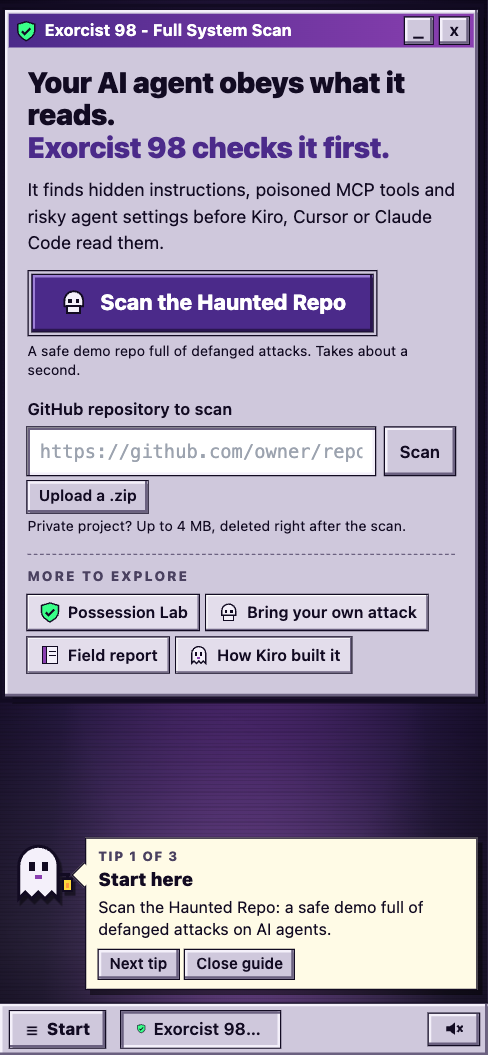 Exorcist 98 - Full System Scan
_ x
Your AI agent obeys what it
reads.
Exorcist 98 checks it first.
It finds hidden instructions, poisoned MCP tools and
risky agent settings before Kiro, Cursor or Claude
Code read them.
Scan the Haunted Repo
A safe demo repo full of defanged attacks. Takes about a
second.
GitHub repository to scan
https://github.com/owner/repo
Scan
Upload a .zip
Private project? Up to 4 MB, deleted right after the scan.
MORE TO EXPLORE
Possession Lab
Bring your own attack
Field report
How Kiro built it
TIP 1 OF 3
Start here
Scan the Haunted Repo: a safe demo full of
defanged attacks on AI agents.
Next tip
Close guide
Start
Exorcist 98...